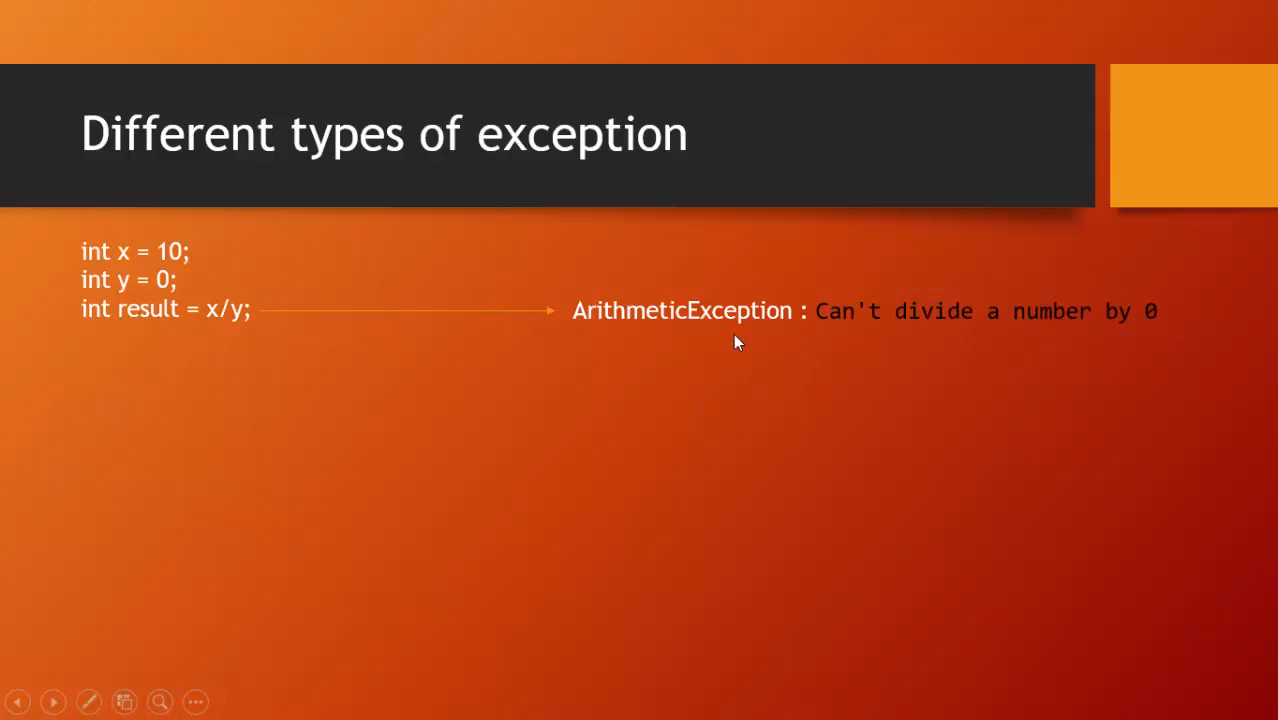 Different types of exception
int x = 10;
int y = 0;
int result = x/y;
ArithmeticException : Can't divide a number by 0